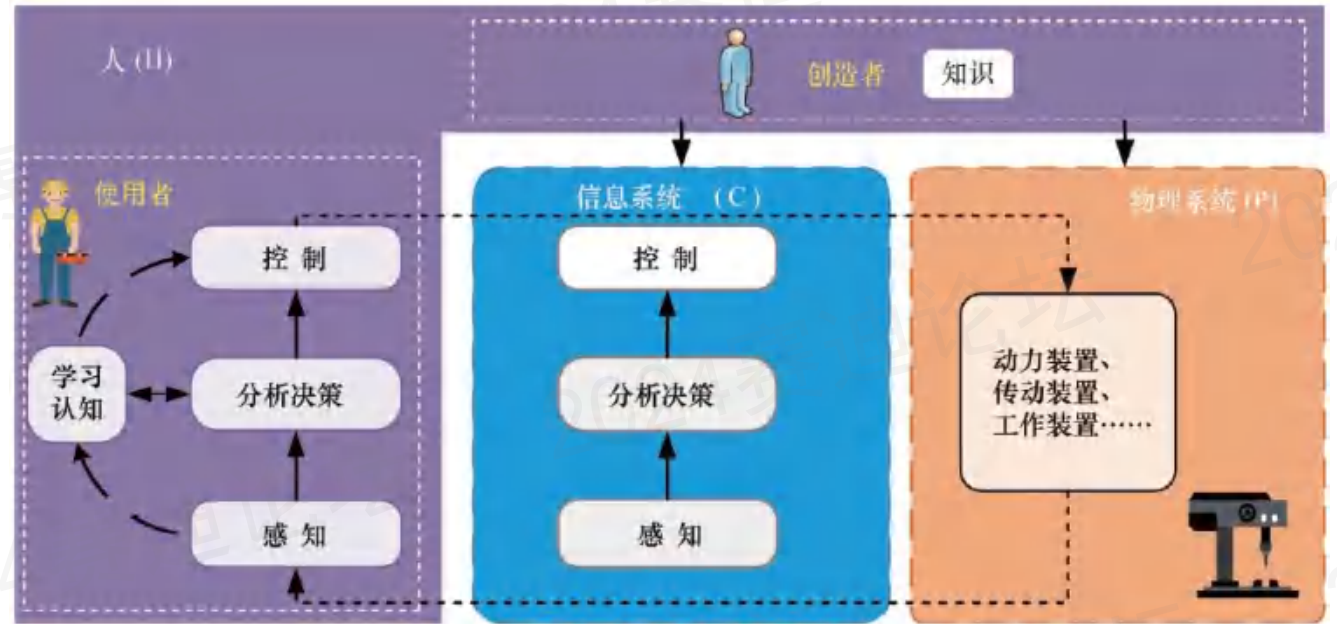 人(H)
创造者
知识
使用者
控 制
学习
认知
分析决策
感 知
信息系统 (C)
控 制
分析决策
感 知
物理系统(P)
动力装置、
传动装置、
工作装置……